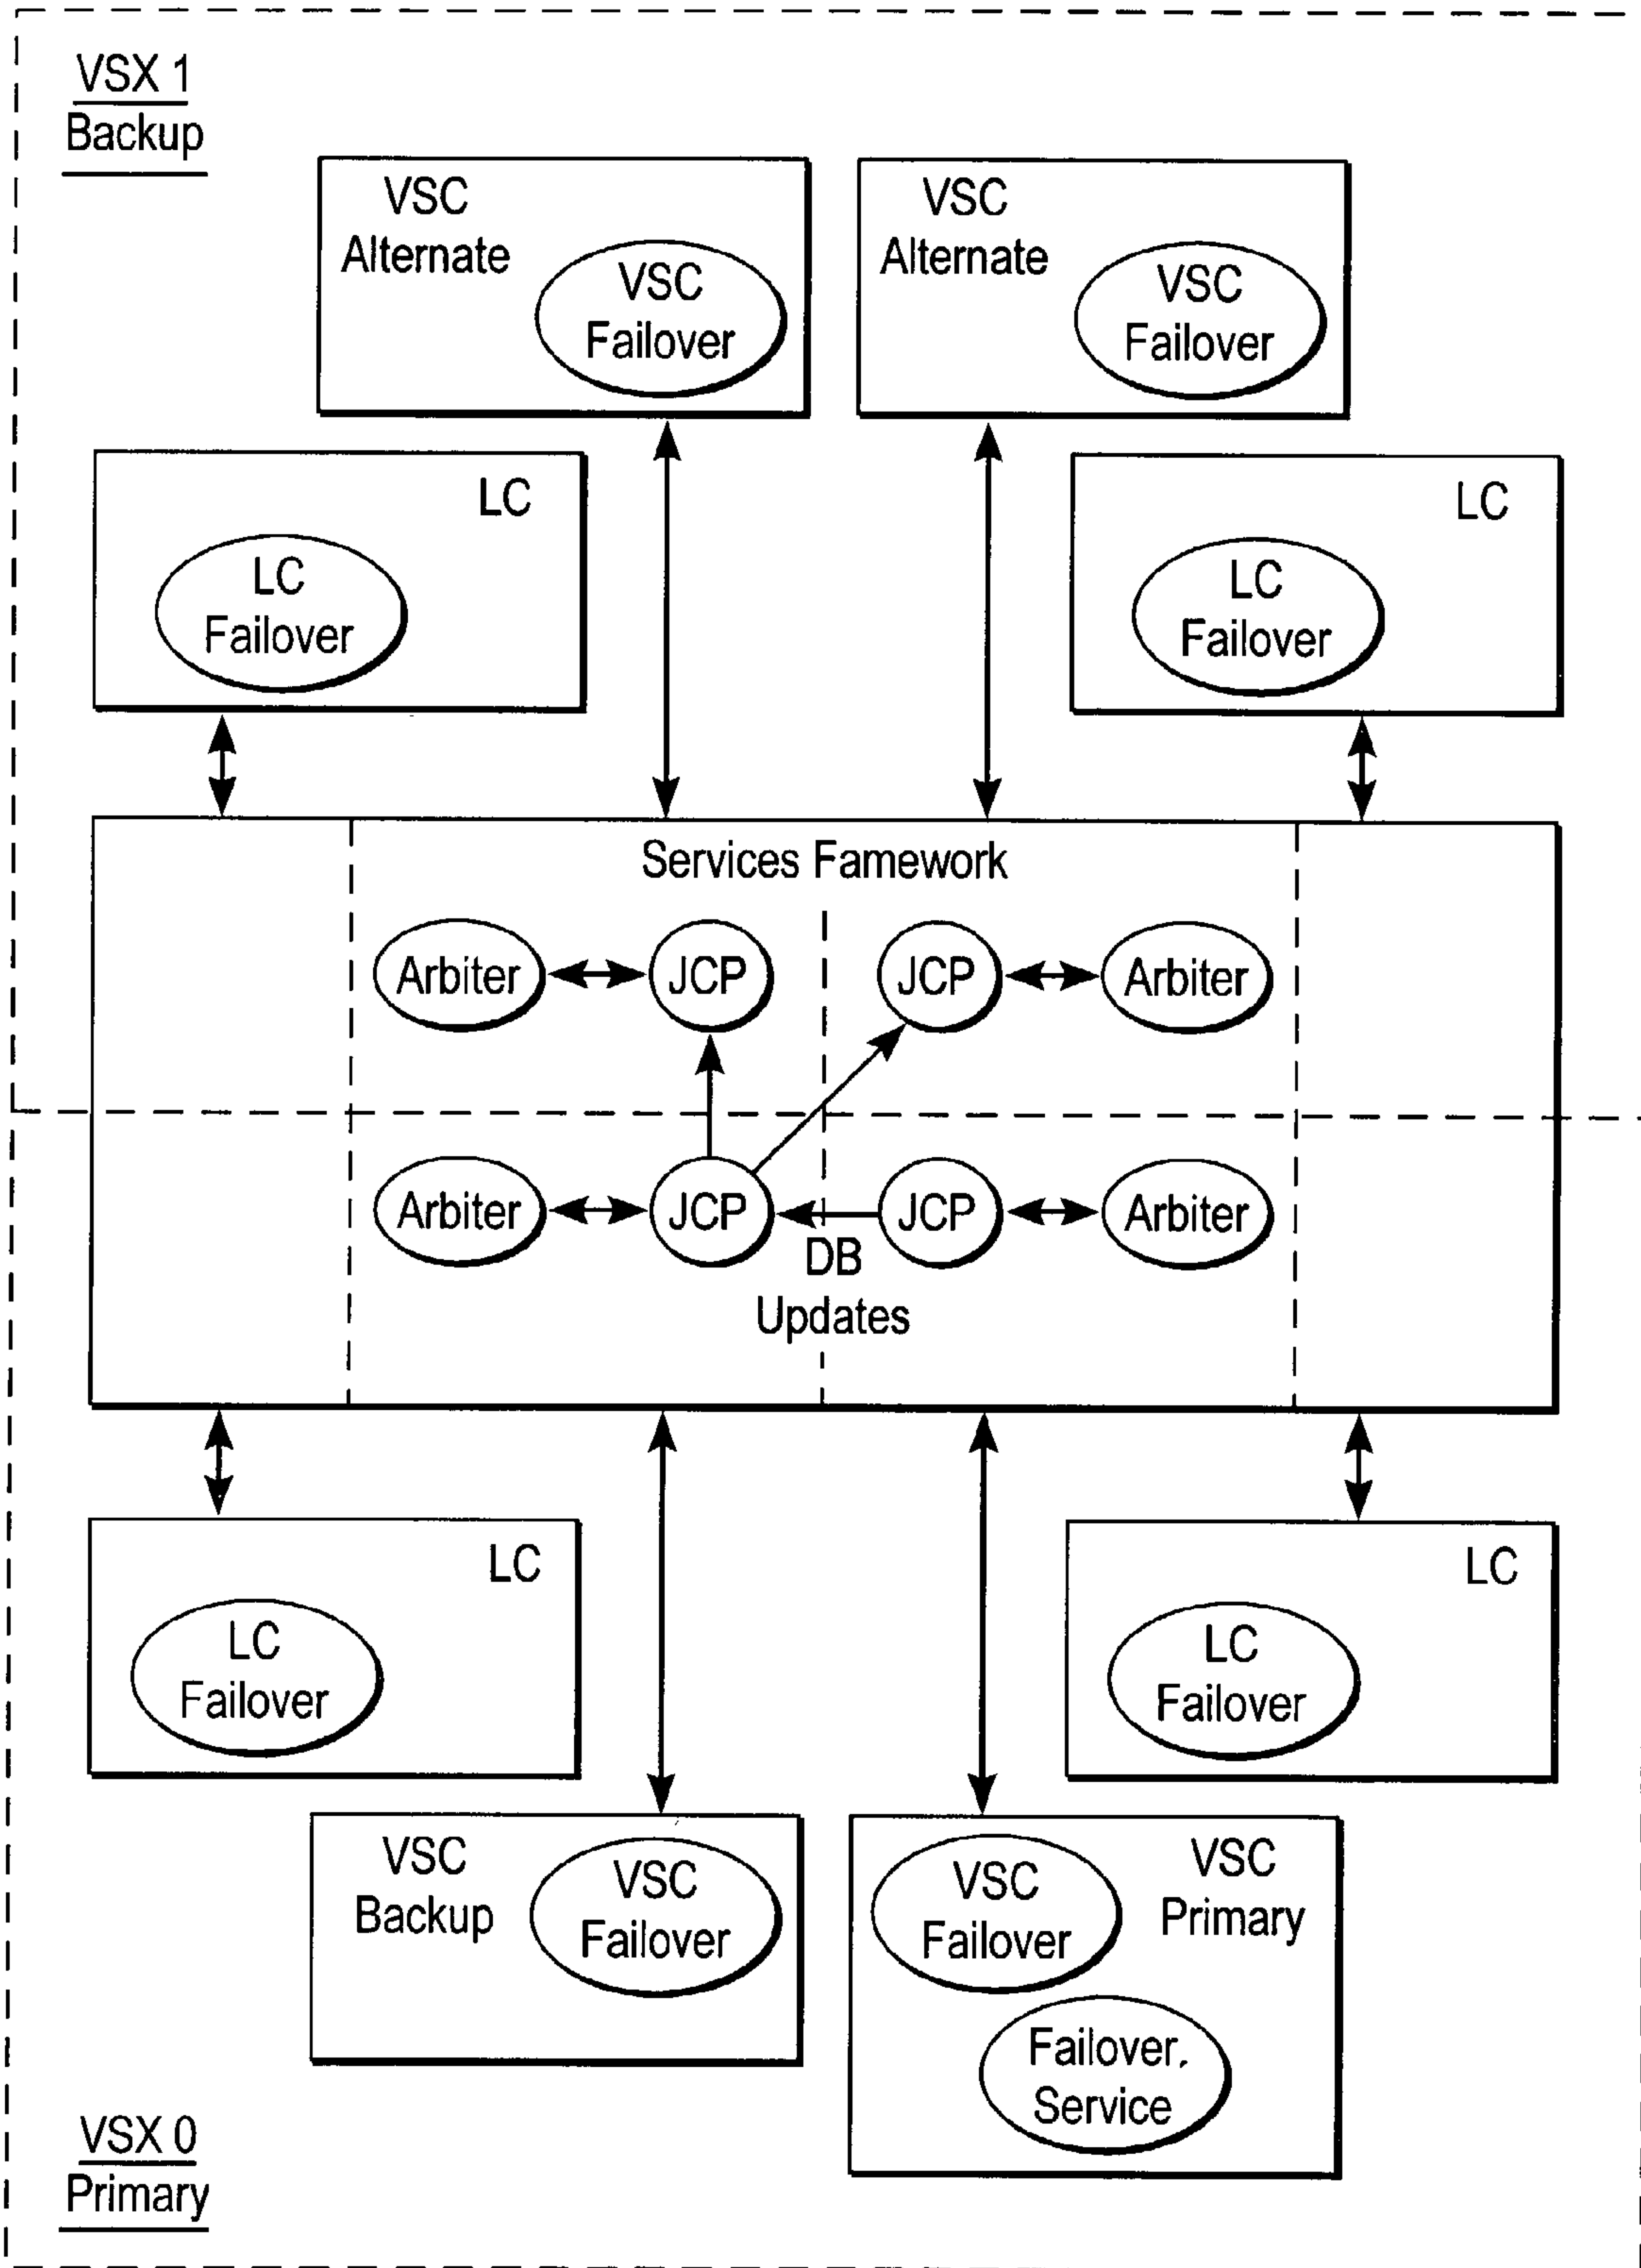 VSX 1
Backup
VSC
Alternate
VSC
Failover
VSC
Alternate
VSC
Failover
LC
LC
Failover
LC
LC
Failover
Services Famework
Arbiter
JCP
JCP
Arbiter
Arbiter
JCP
JCP
Arbiter
DB
Updates
LC
LC
Failover
LC
LC
Failover
VSC
Backup
VSC
Failover
VSC
Failover
VSC
Primary
Failover.
Service
VSX 0
Primary